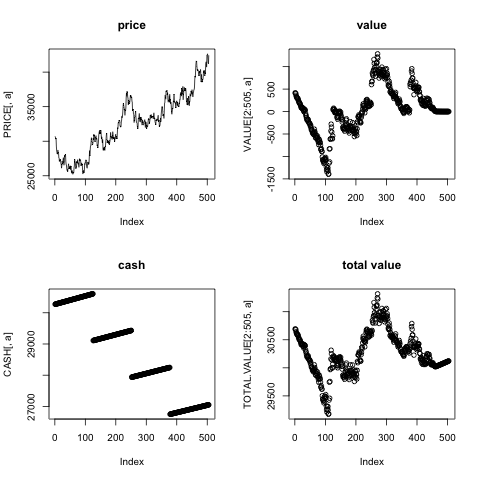 price
PRICE[, a]
25000
35000
0 100 200 300 400 500
Index
value
VALUE[2:505, a]
-1500
-500
0
500
0 100 200 300 400 500
Index
cash
CASH[, a]
27000
29000
0 100 200 300 400 500
Index
total value
TOTAL.VALUE[2:505, a]
29500
30500
0 100 200 300 400 500
Index